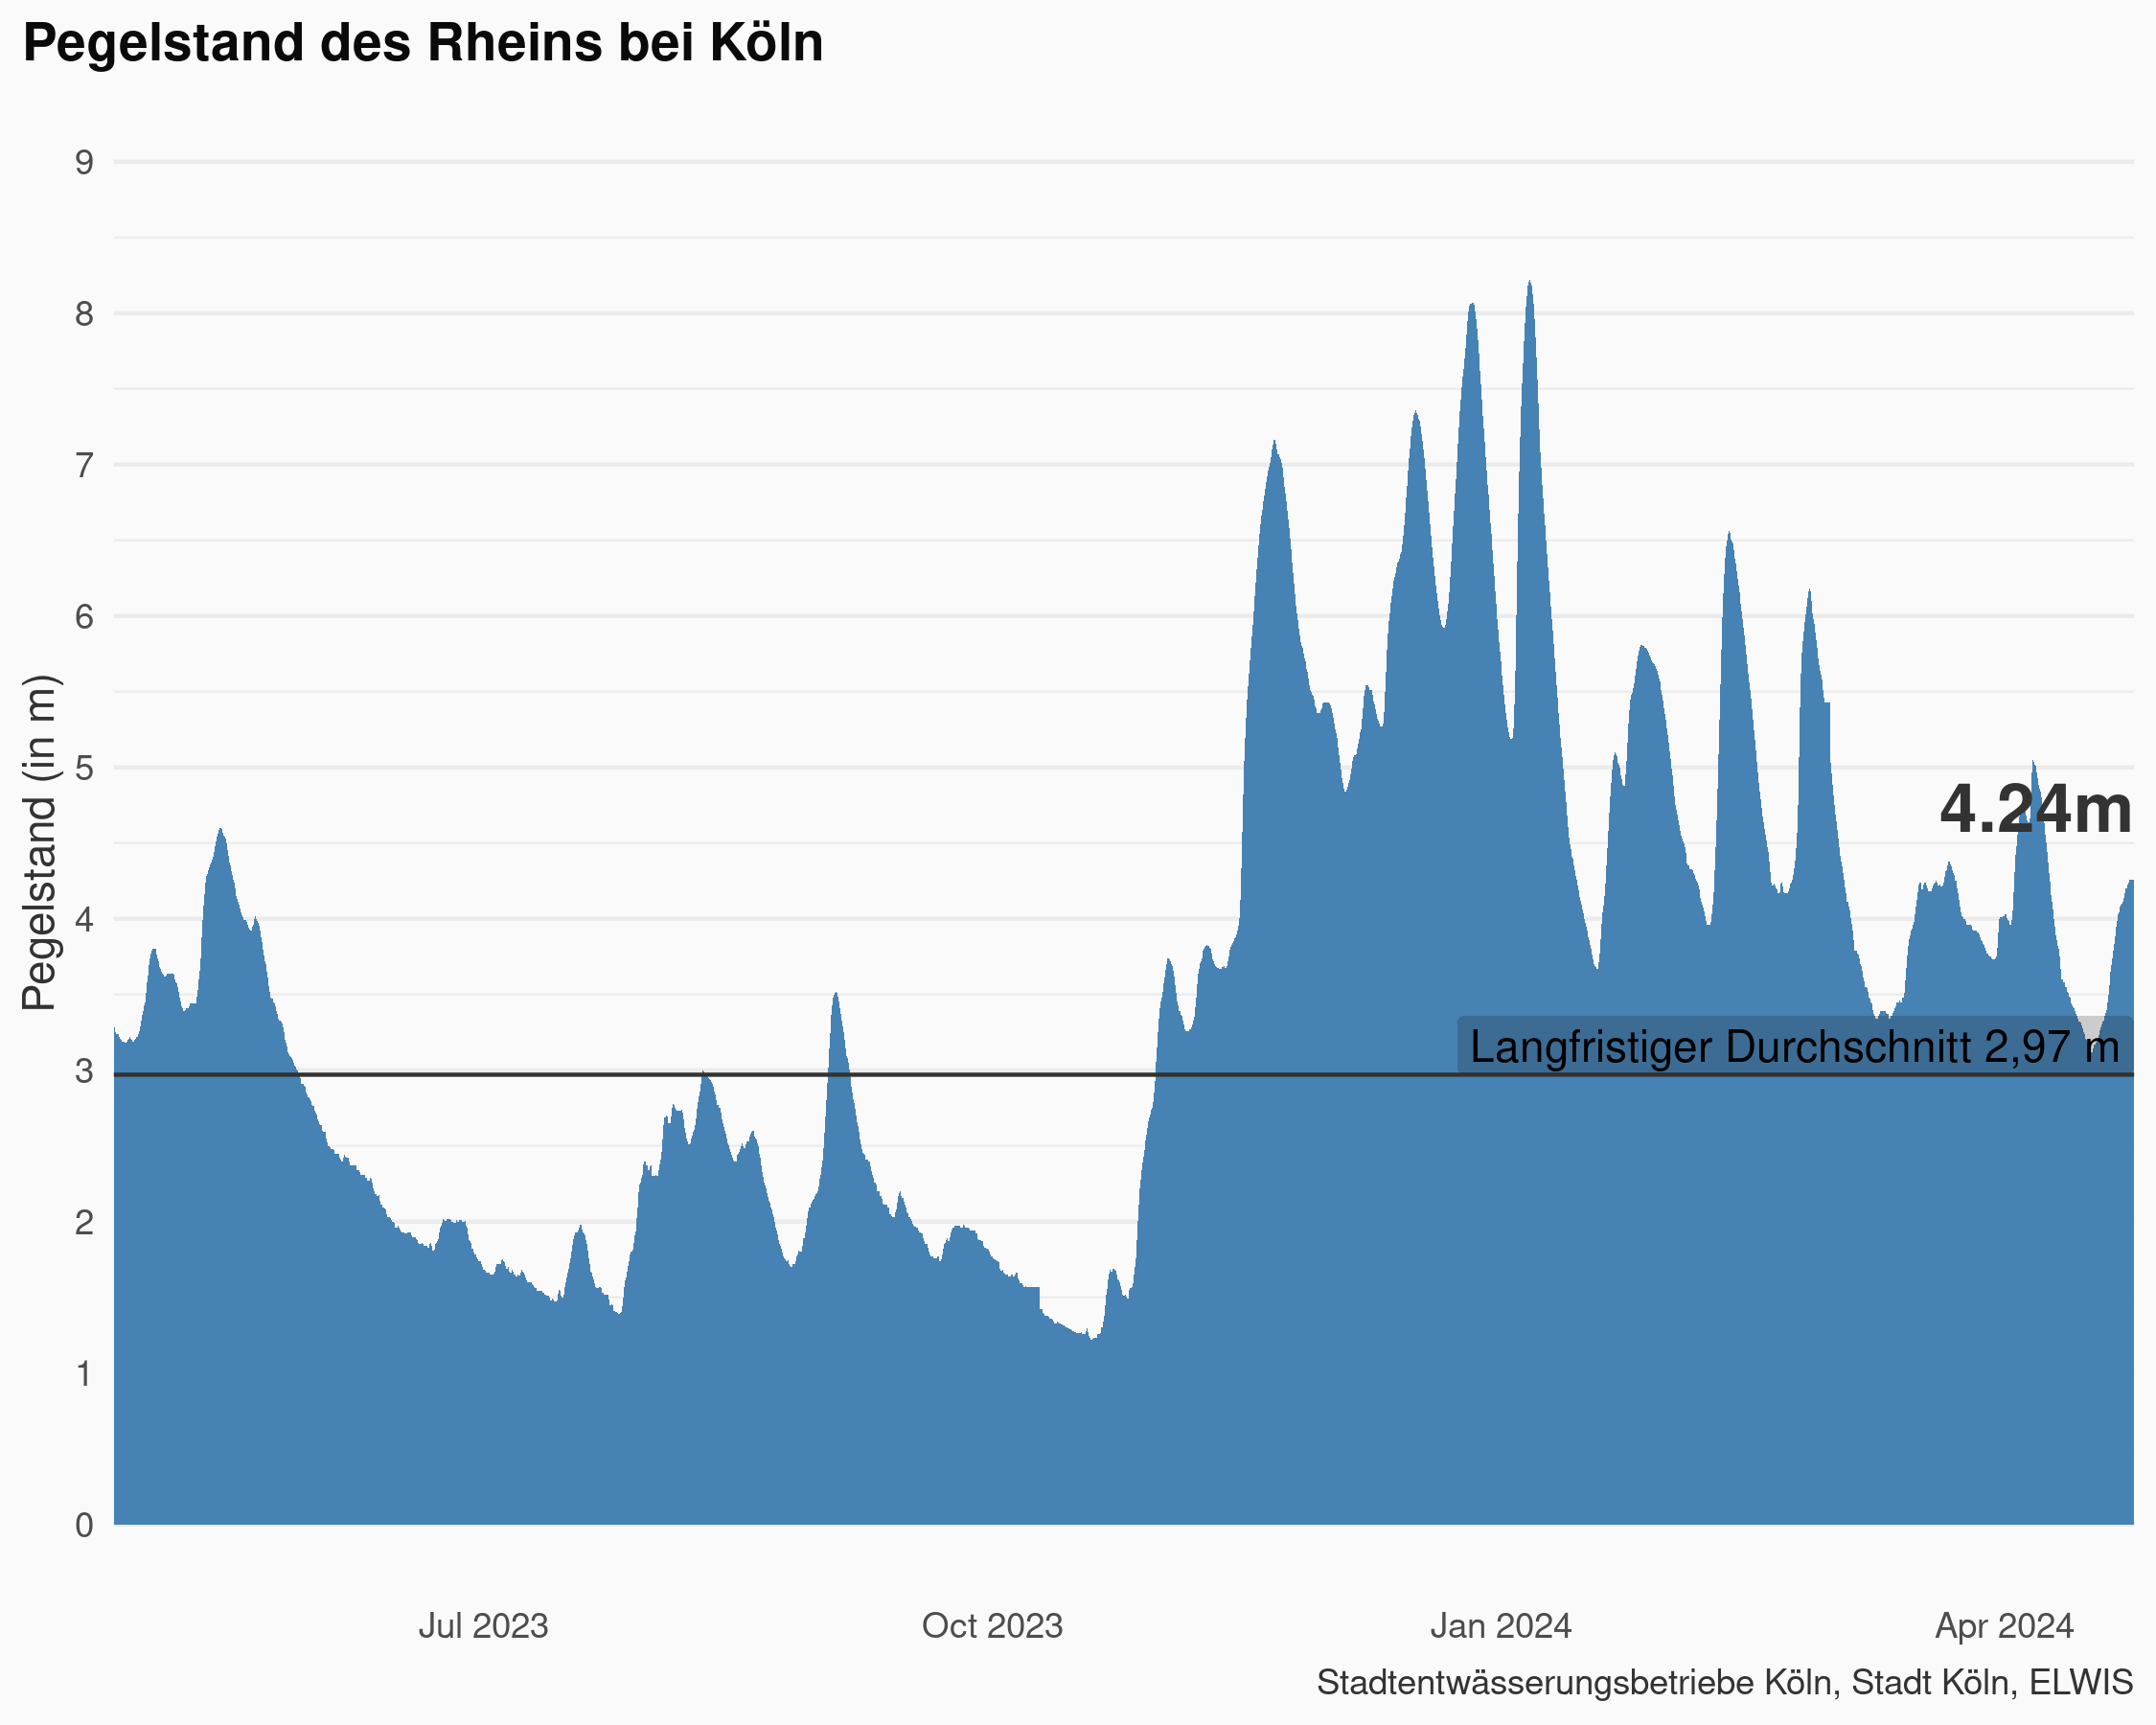 Pegelstand des Rheins bei Köln
Pegelstand (in m)
9
8
7
6
5
4
3
2
1
0
4.24m
Langfristiger Durchschnitt 2,97 m
Jul 2023
Oct 2023
Jan 2024
Apr 2024
Stadtentwässerungsbetriebe Köln, Stadt Köln, ELWIS